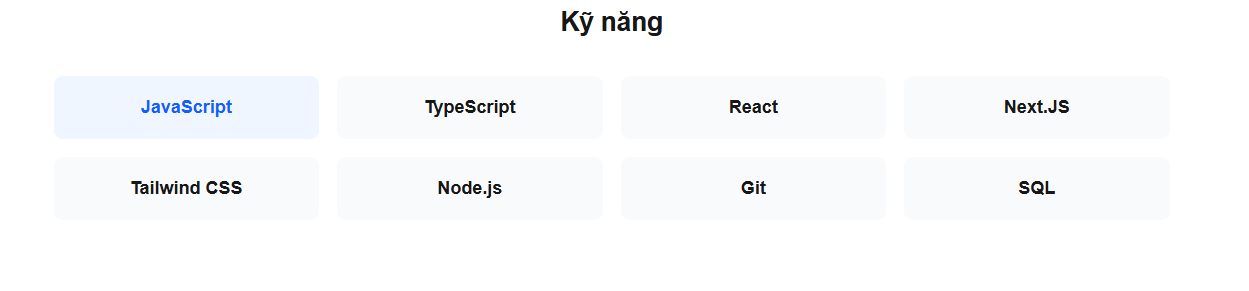 Kỹ năng
JavaScript TypeScript React Next.JS
Tailwind CSS Node.js Git SQL